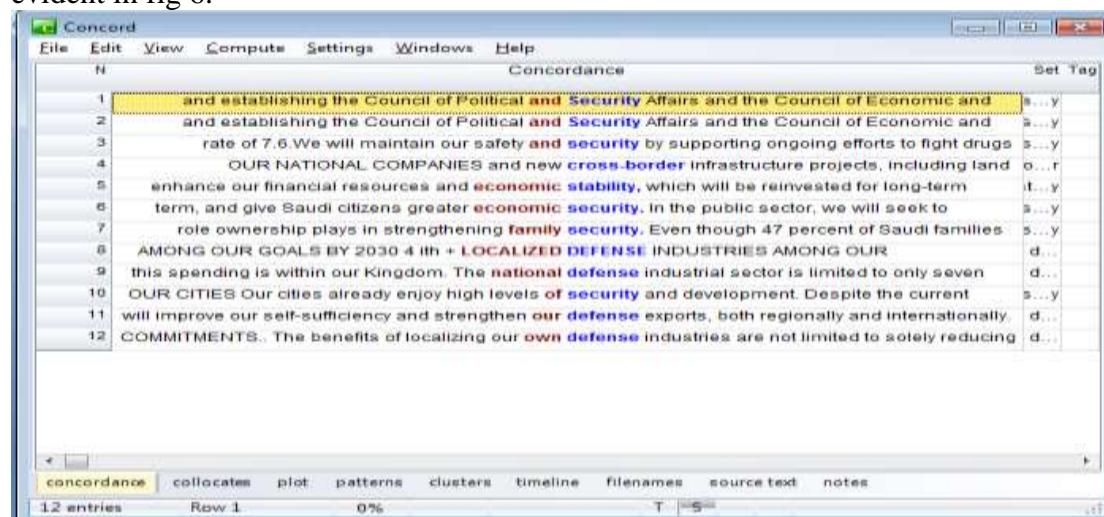 evident in fig 6.
Concord
File Edit View Compute Settings Windows Help
N Concordance Set Tag
1 and establishing the Council of Political and Security Affairs and the Council of Economic and s...y
2 and establishing the Council of Political and Security Affairs and the Council of Economic and s...y
3 rate of 7.6.We will maintain our safety and security by supporting ongoing efforts to fight drugs s...y
4 OUR NATIONAL COMPANIES and new cross-border infrastructure projects, including land o...r
5 enhance our financial resources and economic stability, which will be reinvested for long-term t...y
6 term, and give Saudi citizens greater economic security. In the public sector, we will seek to s...y
7 role ownership plays in strengthening family security. Even though 47 percent of Saudi families s...y
8 AMONG OUR GOALS BY 2030 4 ith + LOCALIZED DEFENSE INDUSTRIES AMONG OUR d...
9 this spending is within our Kingdom. The national defense industrial sector is limited to only seven d...
10 OUR CITIES Our cities already enjoy high levels of security and development. Despite the current s...y
11 will improve our self-sufficiency and strengthen our defense exports, both regionally and internationally. d...
12 COMMITMENTS.. The benefits of localizing our own defense industries are not limited to solely reducing d...
concordance collocates plot patterns clusters timeline filenames source text notes
12 entries Row 1 0% T S